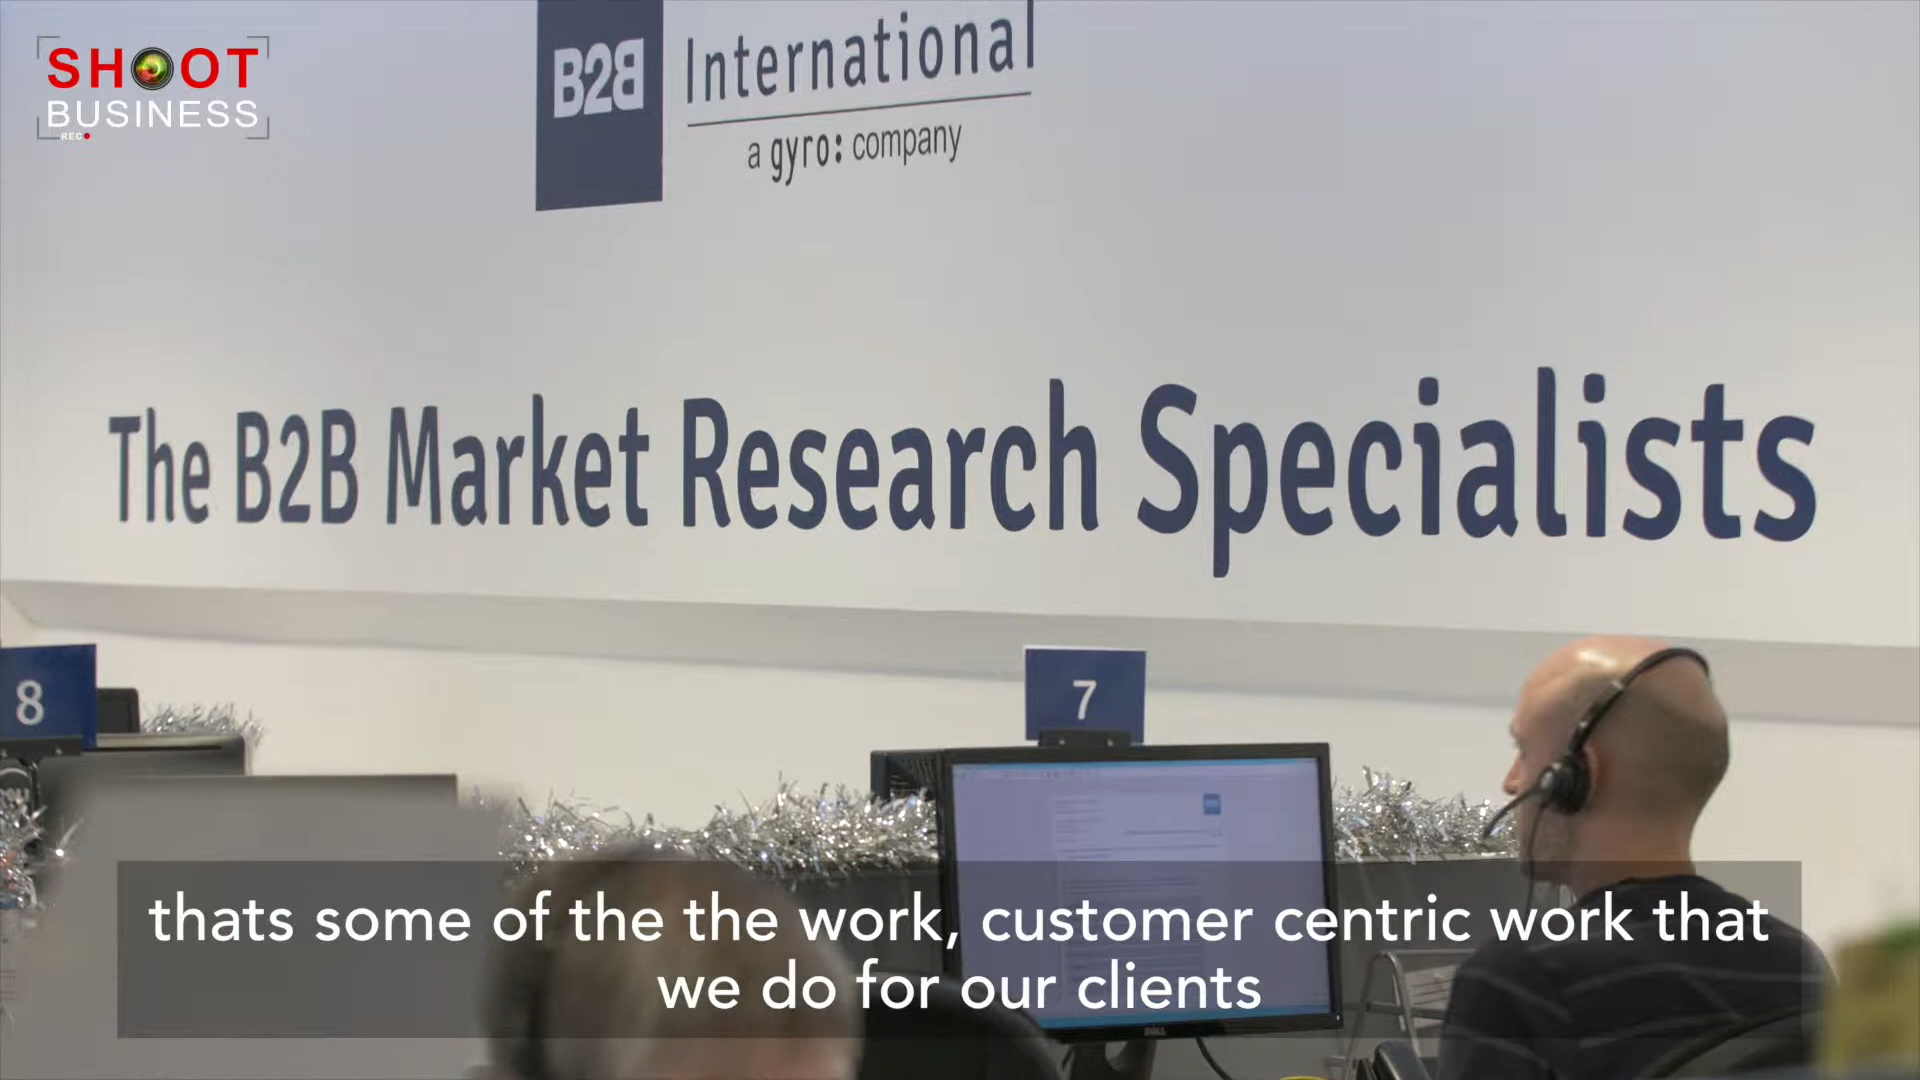 SHOOT
BUSINESS
REC
B2B International
a gyro: company
The B2B Market Research Specialists
8
7
DELL
thats some of the the work, customer centric work that
we do for our clients